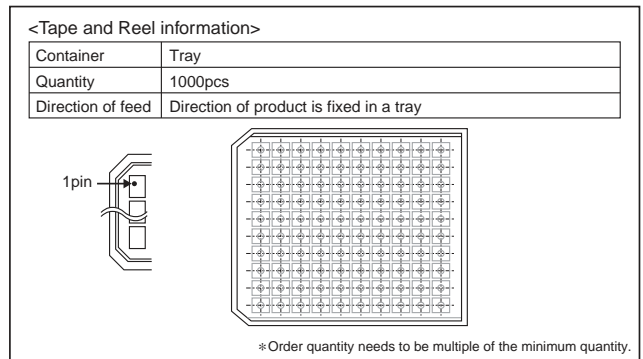 <Tape and Reel information>
Container Tray
Quantity 1000pcs
Direction of feed Direction of product is fixed in a tray
1pin
∗Order quantity needs to be multiple of the minimum quantity.